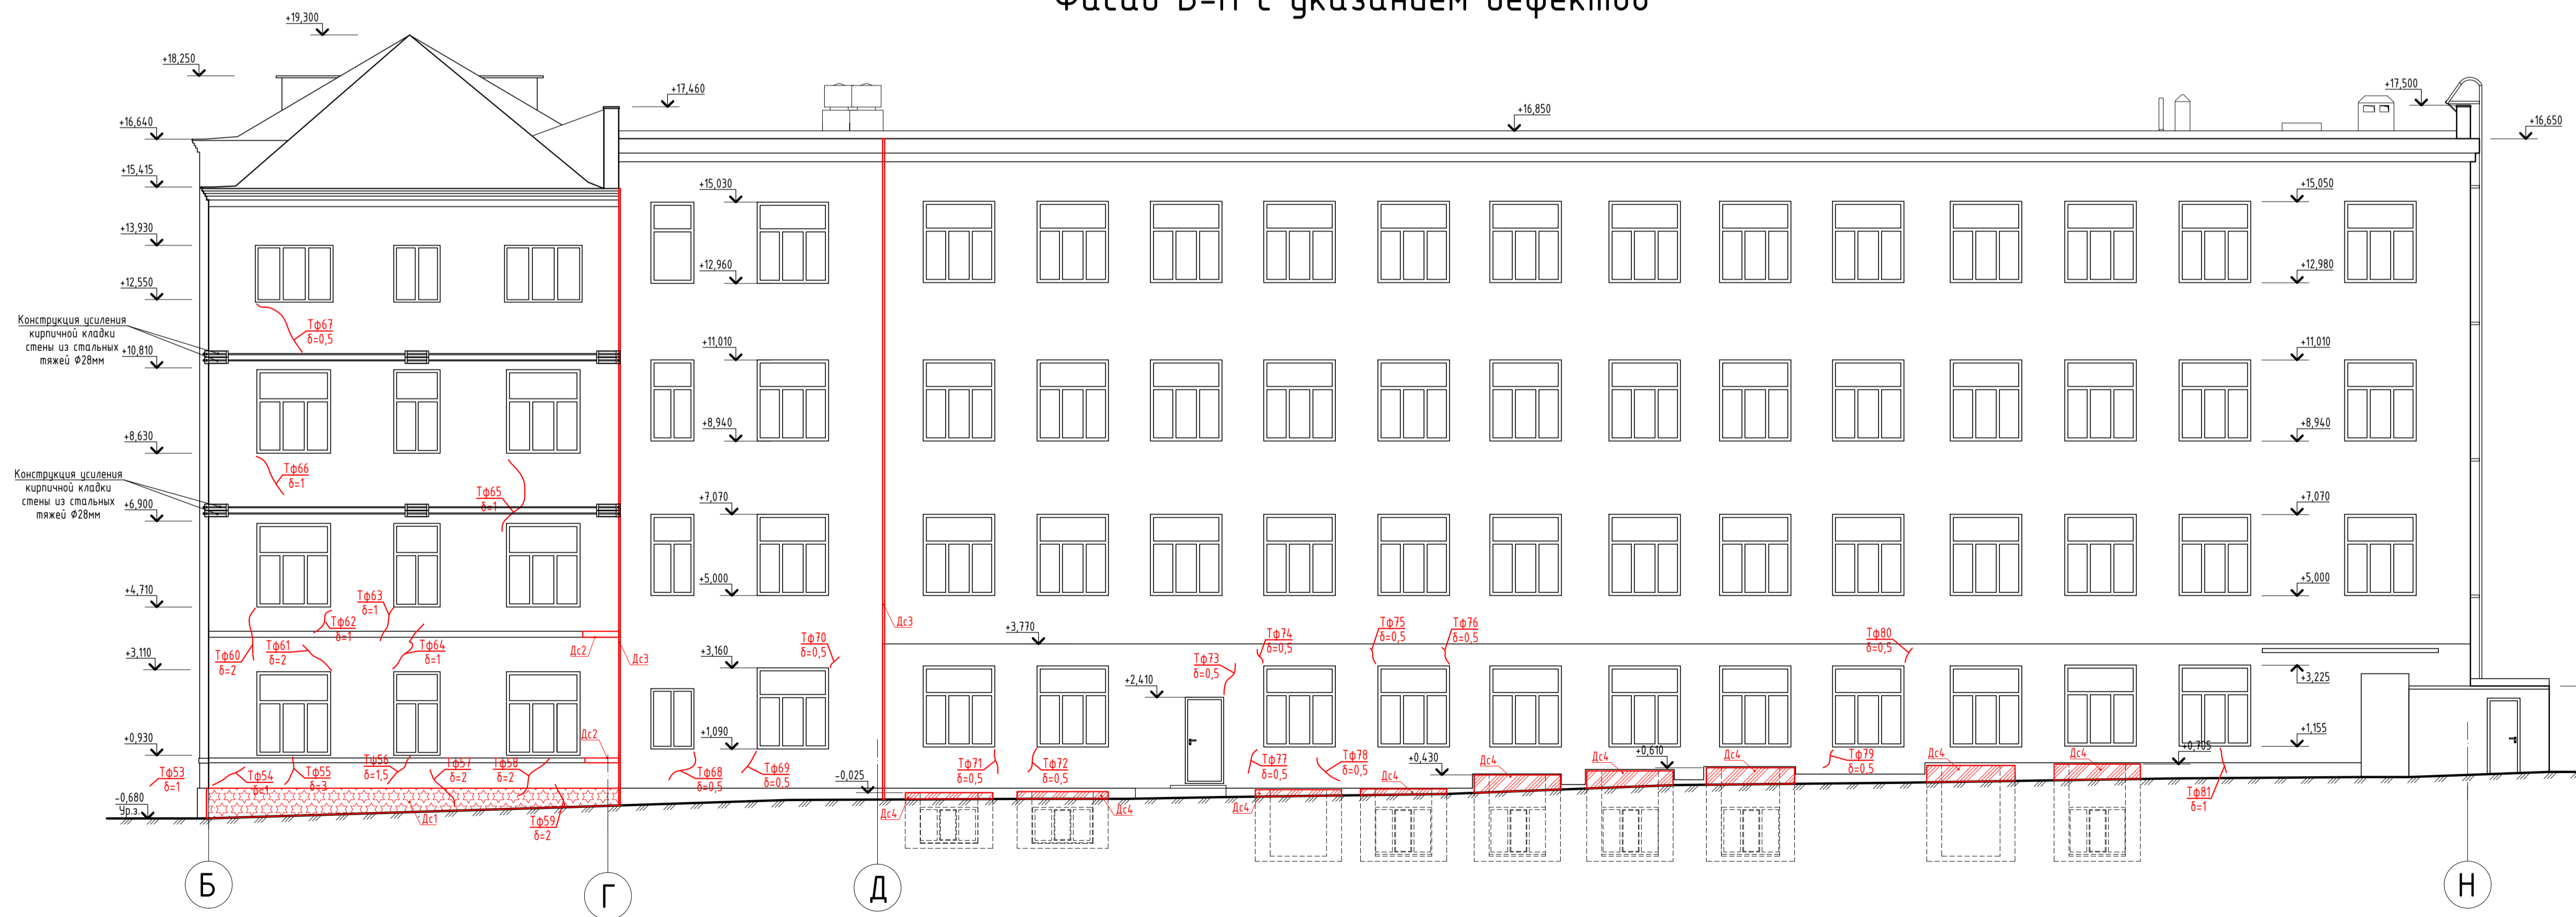 Фасад Б-Н с указанием дефектов
+19,300
+18,250
+17,460
+16,850
+17,500
+16,650
+16,640
+15,415
+13,930
+12,550
Конструкция усиления
кирпичной кладки
стены из стальных
тяжей Ф28мм
+10,810
+8,630
Конструкция усиления
кирпичной кладки
стены из стальных
тяжей Ф28мм
+6,900
+4,710
+3,110
+0,930
-0,680
Ур.з.
Тф67
δ=0,5
Тф66
δ=1
Тф65
δ=1
Тф63
δ=1
Тф62
δ=1
Тф61
δ=2
Тф60
δ=2
Тф64
δ=1
Дс2
Дс3
Дс2
Тф53
δ=1
Тф54
δ=1
Тф55
δ=3
Тф56
δ=1,5
Тф57
δ=2
Тф58
δ=2
Дс1
Тф59
δ=2
+15,030
+12,960
+11,010
+8,940
+7,070
+5,000
+3,160
+1,090
-0,025
Тф70
δ=0,5
Тф68
δ=0,5
Тф69
δ=0,5
Дс3
+3,770
+2,410
Тф71
δ=0,5
Тф72
δ=0,5
Тф73
δ=0,5
Тф74
δ=0,5
Тф75
δ=0,5
Тф76
δ=0,5
Тф77
δ=0,5
Тф78
δ=0,5
Тф80
δ=0,5
Тф79
δ=0,5
Тф81
δ=1
Дс4
Дс4
Дс4
Дс4
Дс4
Дс4
Дс4
Дс4
Дс4
+0,430
+0,610
+0,705
+15,050
+12,980
+11,010
+8,940
+7,070
+5,000
+3,225
+1,155
Б
Г
Д
Н